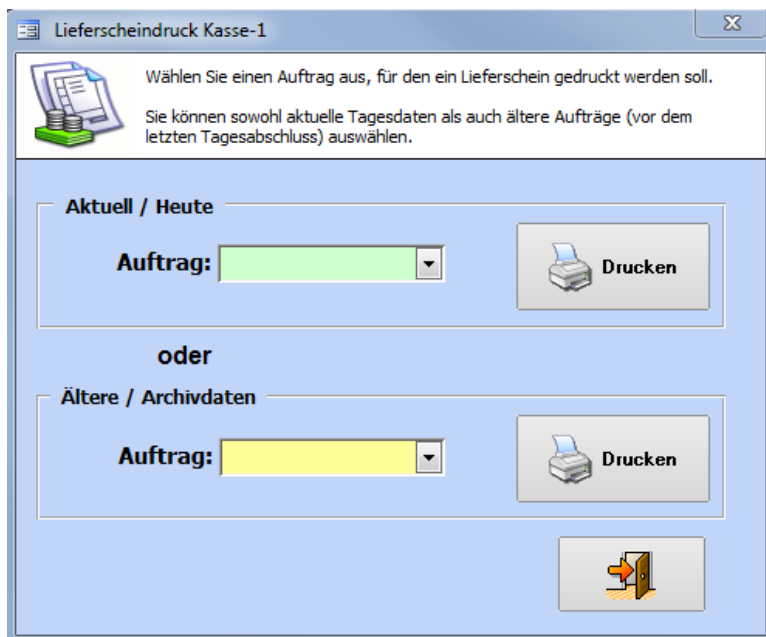 Lieferscheindruck Kasse-1
Wählen Sie einen Auftrag aus, für den ein Lieferschein gedruckt werden soll.
Sie können sowohl aktuelle Tagesdaten als auch ältere Aufträge (vor dem
letzten Tagesabschluss) auswählen.
Aktuell / Heute
Auftrag:
Drucken
oder
Ältere / Archivdaten
Auftrag:
Drucken